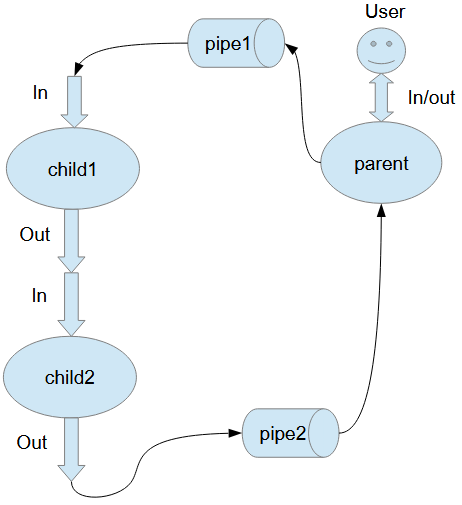 User
pipe1
In
In/out
child1
parent
Out
In
child2
Out
pipe2